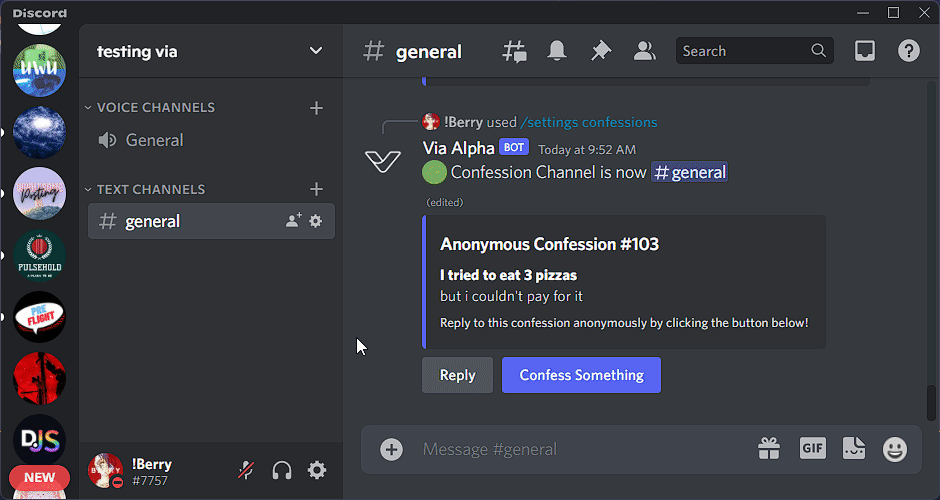 Discord
testing via
# general
Search
UWU
VOICE CHANNELS
General
Posting
TEXT CHANNELS
# general
PULSEHOLD
PRE
FLIGHT
DJS
NEW
!Berry
#7757
!Berry used /settings confessions
Via Alpha BOT Today at 9:52 AM
Confession Channel is now # general
(edited)
Anonymous Confession #103
I tried to eat 3 pizzas
but i couldn't pay for it
Reply to this confession anonymously by clicking the button below!
Reply
Confess Something
Message #general
GIF